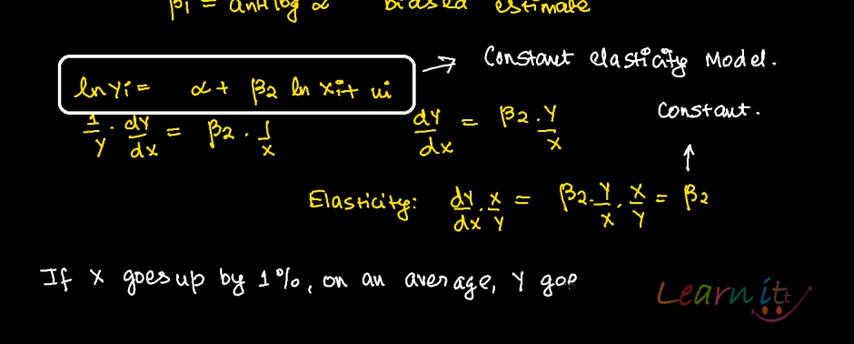 β1 = antilog α biased estimate
ln Yi = α + β2 ln Xi + ui → Constant elasticity Model.
1/Y · dY/dX = β2 · 1/X dY/dX = β2 · Y/X Constant.
↑
Elasticity: dY/dX · X/Y = β2 · Y/X · X/Y = β2
If X goes up by 1%, on an average, Y goe
Learn itt